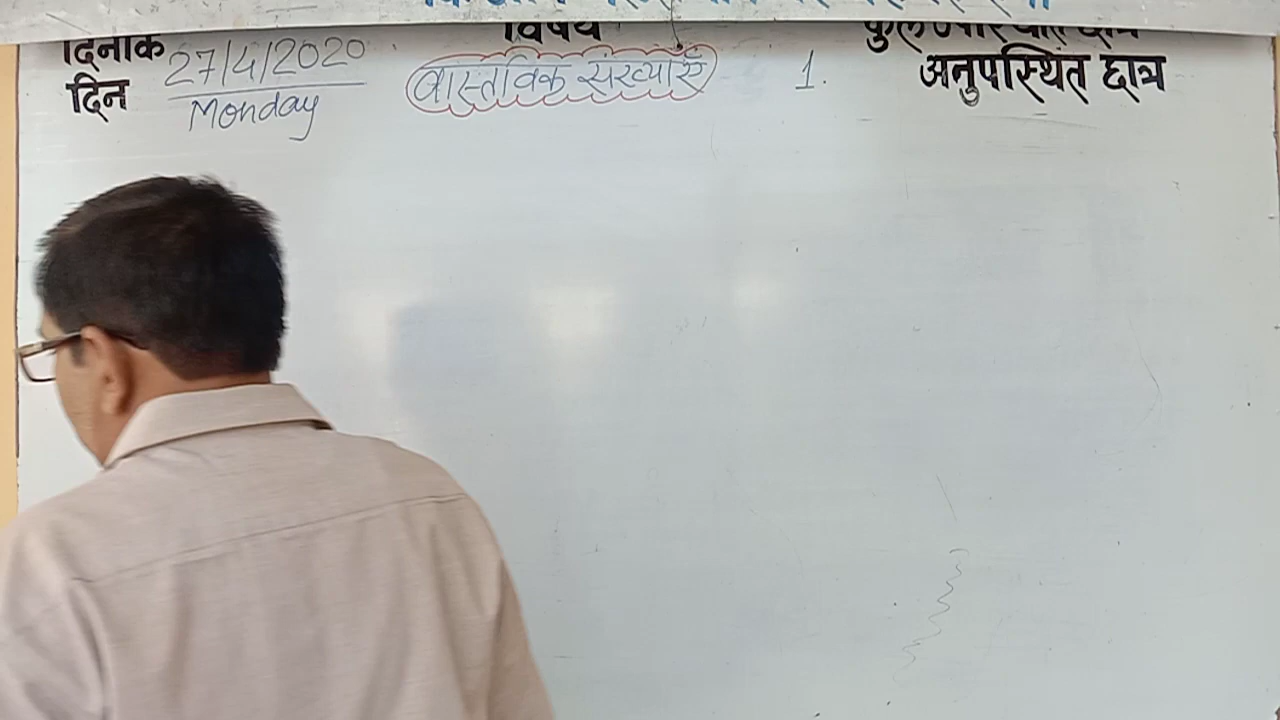 दिनांक 27/4/2020 विषय
दिन Monday वास्तविक संख्याएँ 1. अनुपस्थित छात्र